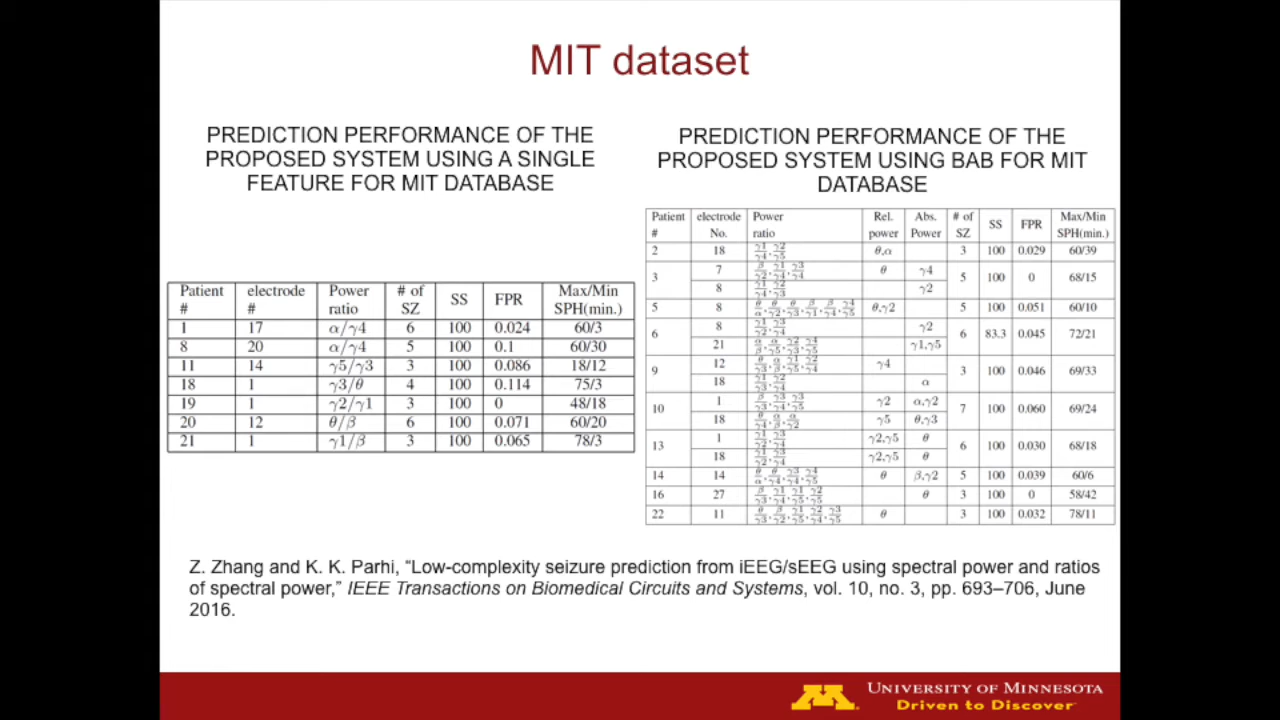 MIT dataset
PREDICTION PERFORMANCE OF THE
PROPOSED SYSTEM USING A SINGLE
FEATURE FOR MIT DATABASE
Patient # electrode # Power ratio # of SZ SS FPR Max/Min SPH(min.)
1 17 α/γ4 6 100 0.024 60/3
8 20 α/γ4 5 100 0.1 60/30
11 14 γ5/γ3 3 100 0.086 18/12
18 1 γ3/θ 4 100 0.114 75/3
19 1 γ2/γ1 3 100 0 48/18
20 12 θ/β 6 100 0.071 60/20
21 1 γ1/β 3 100 0.065 78/3
PREDICTION PERFORMANCE OF THE
PROPOSED SYSTEM USING BAB FOR MIT
DATABASE
Patient # electrode No. Power ratio Rel. power Abs. Power # of SZ SS FPR Max/Min SPH(min.)
2 18 θ,α 3 100 0.029 60/39
3 7 θ γ4 5 100 0 68/15
8 γ2
5 8 θ,γ2 5 100 0.051 60/10
6 8 γ2 6 83.3 0.045 72/21
21 γ1,γ5
9 12 γ4 3 100 0.046 69/33
18 α
10 1 γ2 α,γ2 7 100 0.060 69/24
18 γ5 θ,γ3
13 1 γ2,γ5 θ 6 100 0.030 68/18
18 γ2,γ5 θ
14 14 θ β,γ2 5 100 0.039 60/6
16 27 θ 3 100 0 58/42
22 11 θ 3 100 0.032 78/11
Z. Zhang and K. K. Parhi, “Low-complexity seizure prediction from iEEG/sEEG using spectral power and ratios
of spectral power,” IEEE Transactions on Biomedical Circuits and Systems, vol. 10, no. 3, pp. 693–706, June
2016.
UNIVERSITY OF MINNESOTA
Driven to Discover